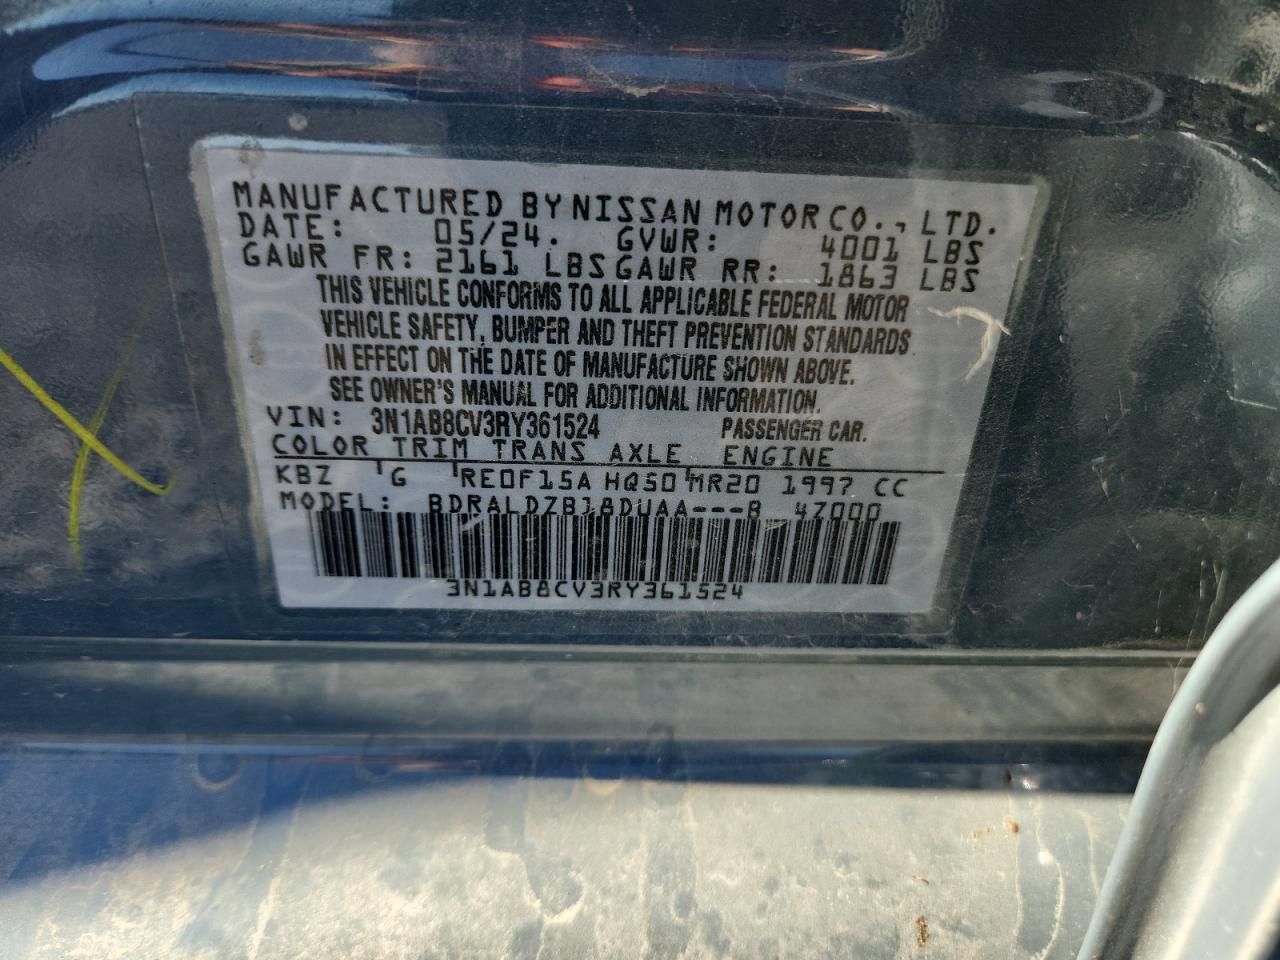 MANUFACTURED BY NISSAN MOTOR CO., LTD.
DATE: 05/24. GVWR: 4001 LBS
GAWR FR: 2161 LBS GAWR RR: 1863 LBS
THIS VEHICLE CONFORMS TO ALL APPLICABLE FEDERAL MOTOR
VEHICLE SAFETY, BUMPER AND THEFT PREVENTION STANDARDS
IN EFFECT ON THE DATE OF MANUFACTURE SHOWN ABOVE.
SEE OWNER'S MANUAL FOR ADDITIONAL INFORMATION.
VIN: 3N1AB8CV3RY361524 PASSENGER CAR.
COLOR TRIM TRANS AXLE ENGINE
KBZ G RE0F15A HQ50 MR20 1997 CC
MODEL: BDRALDZB18DUAA---B 4Z000
3N1AB8CV3RY361524